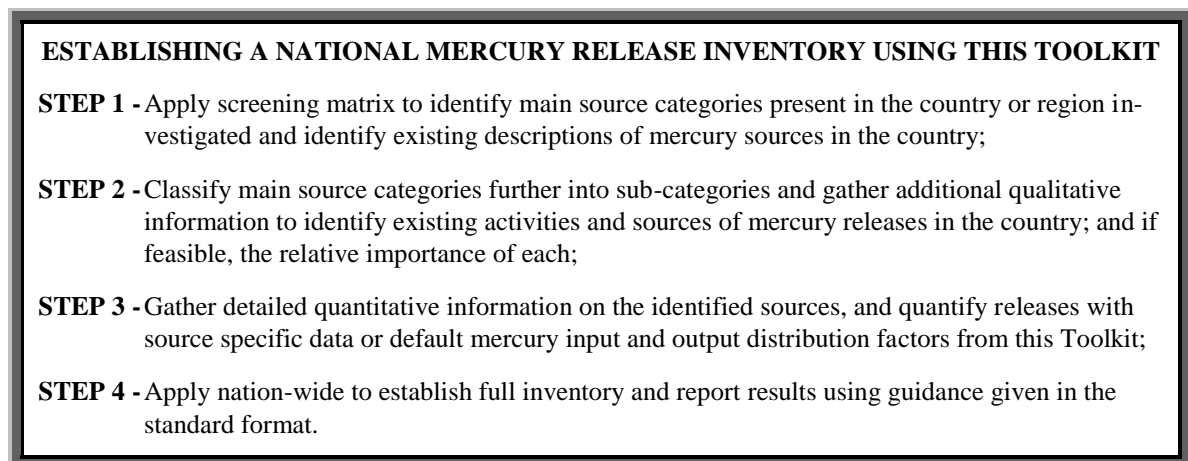 ESTABLISHING A NATIONAL MERCURY RELEASE INVENTORY USING THIS TOOLKIT
STEP 1 - Apply screening matrix to identify main source categories present in the country or region in-
vestigated and identify existing descriptions of mercury sources in the country;
STEP 2 - Classify main source categories further into sub-categories and gather additional qualitative
information to identify existing activities and sources of mercury releases in the country; and if
feasible, the relative importance of each;
STEP 3 - Gather detailed quantitative information on the identified sources, and quantify releases with
source specific data or default mercury input and output distribution factors from this Toolkit;
STEP 4 - Apply nation-wide to establish full inventory and report results using guidance given in the
standard format.